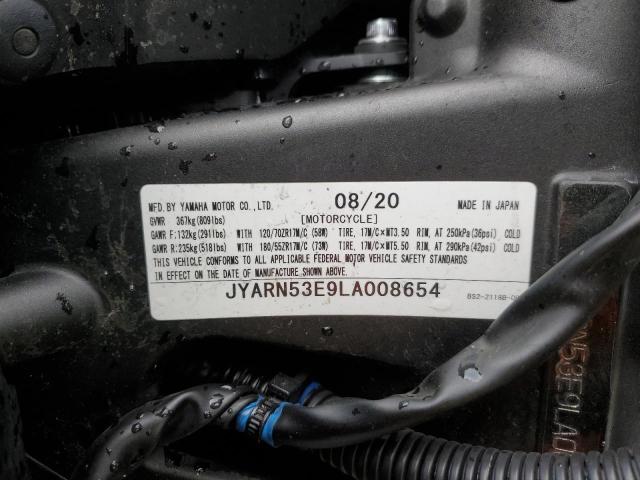 MFD. BY YAMAHA MOTOR CO., LTD. 08/20 MADE IN JAPAN
GVWR 367kg(809lbs) [MOTORCYCLE]
GAWR F:132kg(291lbs) WITH 120/70ZR17M/C (58W) TIRE, 17M/C×MT3.50 RIM, AT 250kPa(36psi) COLD
GAWR R:235kg(518lbs) WITH 180/55ZR17M/C (73W) TIRE, 17M/C×MT5.50 RIM, AT 290kPa(42psi) COLD
THIS VEHICLE CONFORMS TO ALL APPLICABLE FEDERAL MOTOR VEHICLE SAFETY STANDARDS
IN EFFECT ON THE DATE OF MANUFACTURE SHOWN ABOVE.
JYARN53E9LA008654
N53E9LA0